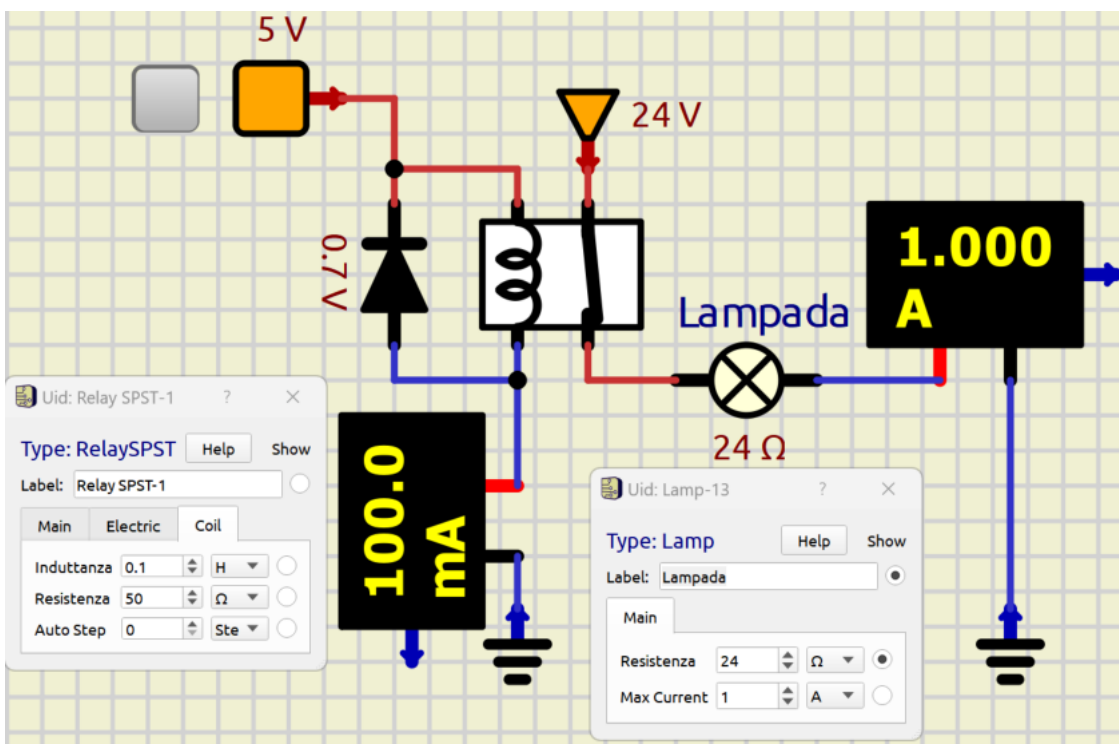 5 V
24 V
0.7 V
1.000
A
Lampada
24 Ω
100.0
mA
Uid: Relay SPST-1 ?
Type: RelaySPST Help Show
Label: Relay SPST-1
Main Electric Coil
Induttanza 0.1 H
Resistenza 50 Ω
Auto Step 0 Ste
Uid: Lamp-13 ?
Type: Lamp Help Show
Label: Lampada
Main
Resistenza 24 Ω
Max Current 1 A